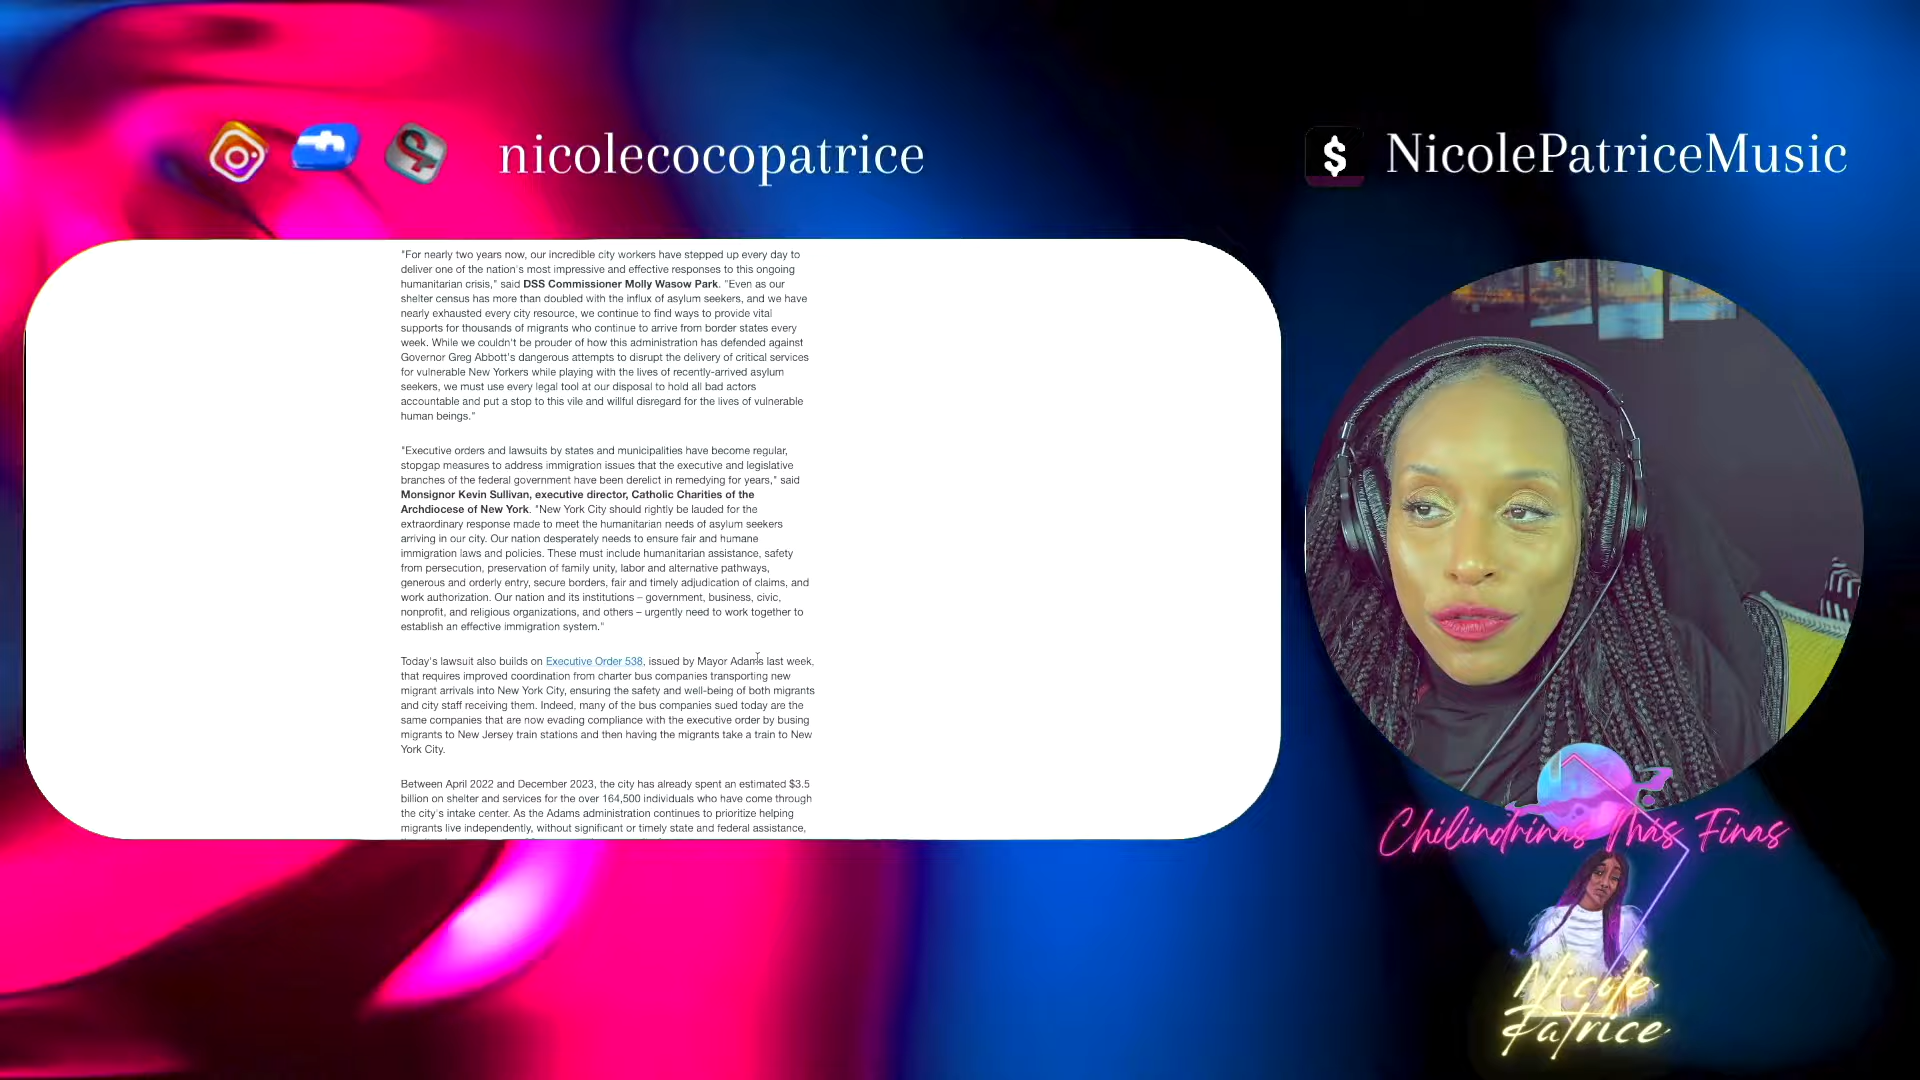 nicolecocopatrice
$ NicolePatriceMusic
"For nearly two years now, our incredible city workers have stepped up every day to
deliver one of the nation's most impressive and effective responses to this ongoing
humanitarian crisis," said DSS Commissioner Molly Wasow Park. "Even as our
shelter census has more than doubled with the influx of asylum seekers, and we have
nearly exhausted every city resource, we continue to find ways to provide vital
supports for thousands of migrants who continue to arrive from border states every
week. While we couldn't be prouder of how this administration has defended against
Governor Greg Abbott's dangerous attempts to disrupt the delivery of critical services
for vulnerable New Yorkers while playing with the lives of recently-arrived asylum
seekers, we must use every legal tool at our disposal to hold all bad actors
accountable and put a stop to this vile and willful disregard for the lives of vulnerable
human beings."
"Executive orders and lawsuits by states and municipalities have become regular,
stopgap measures to address immigration issues that the executive and legislative
branches of the federal government have been derelict in remedying for years," said
Monsignor Kevin Sullivan, executive director, Catholic Charities of the
Archdiocese of New York. "New York City should rightly be lauded for the
extraordinary response made to meet the humanitarian needs of asylum seekers
arriving in our city. Our nation desperately needs to ensure fair and humane
immigration laws and policies. These must include humanitarian assistance, safety
from persecution, preservation of family unity, labor and alternative pathways,
generous and orderly entry, secure borders, fair and timely adjudication of claims, and
work authorization. Our nation and its institutions – government, business, civic,
nonprofit, and religious organizations, and others – urgently need to work together to
establish an effective immigration system."
Today's lawsuit also builds on Executive Order 538, issued by Mayor Adams last week,
that requires improved coordination from charter bus companies transporting new
migrant arrivals into New York City, ensuring the safety and well-being of both migrants
and city staff receiving them. Indeed, many of the bus companies sued today are the
same companies that are now evading compliance with the executive order by busing
migrants to New Jersey train stations and then having the migrants take a train to New
York City.
Between April 2022 and December 2023, the city has already spent an estimated $3.5
billion on shelter and services for the over 164,500 individuals who have come through
the city's intake center. As the Adams administration continues to prioritize helping
migrants live independently, without significant or timely state and federal assistance,
Chilindrinas Más Finas
Nicole
Patrice